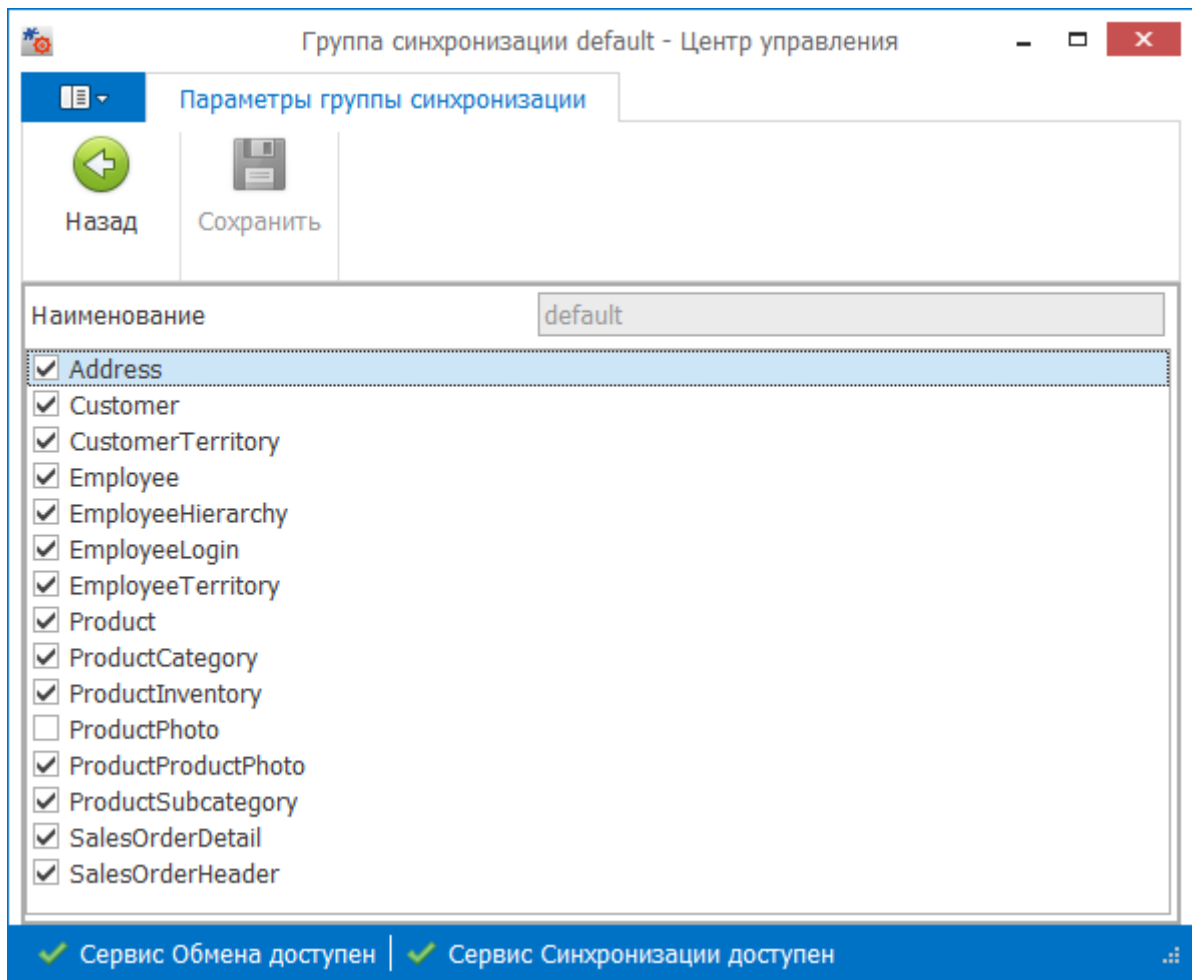 Группа синхронизации default - Центр управления
Параметры группы синхронизации
Назад
Сохранить
Наименование
default
Address
Customer
CustomerTerritory
Employee
EmployeeHierarchy
EmployeeLogin
EmployeeTerritory
Product
ProductCategory
ProductInventory
ProductPhoto
ProductProductPhoto
ProductSubcategory
SalesOrderDetail
SalesOrderHeader
Сервис Обмена доступен
Сервис Синхронизации доступен